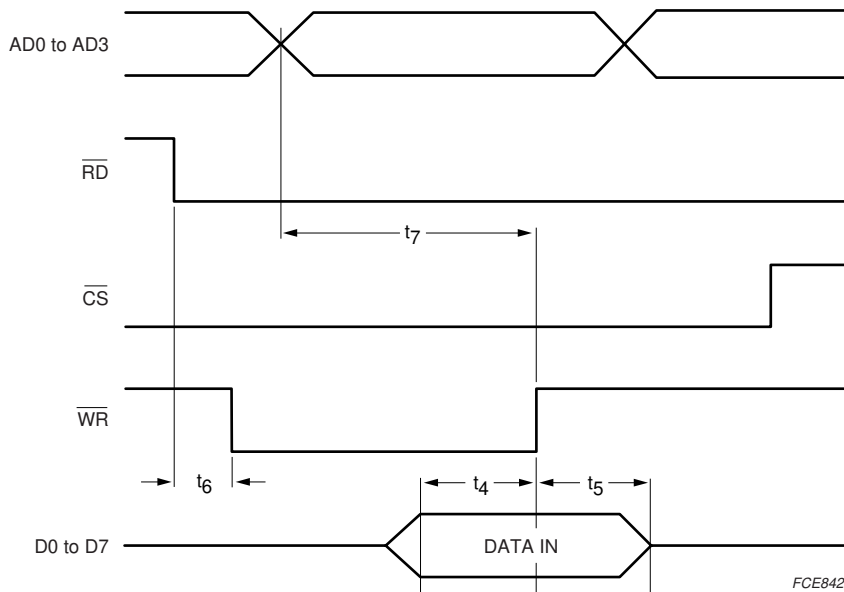 AD0 to AD3
RD
t7
CS
WR
t6
t4
t5
D0 to D7
DATA IN
FCE842